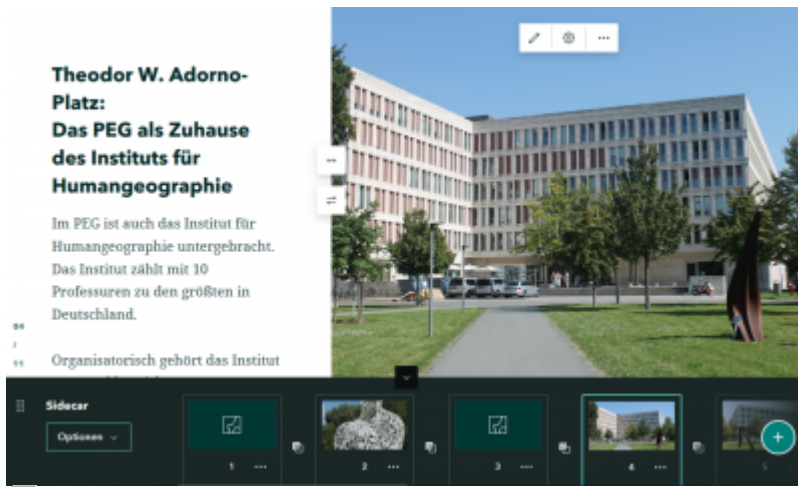 Theodor W. Adorno-
Platz:
Das PEG als Zuhause
des Instituts für
Humangeographie
Im PEG ist auch das Institut für
Humangeographie untergebracht.
Das Institut zählt mit 10
Professuren zu den größten in
Deutschland.
04
/
11
Organisatorisch gehört das Institut
Sidecar
Optionen
1
2
3
4
5